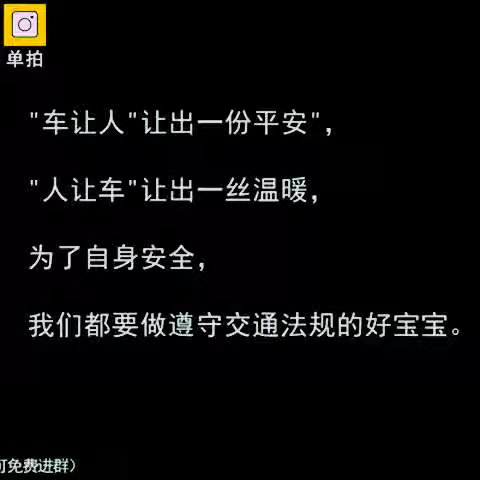 单拍
"车让人"让出一份平安",
"人让车"让出一丝温暖,
为了自身安全,
我们都要做遵守交通法规的好宝宝。
可免费进群）